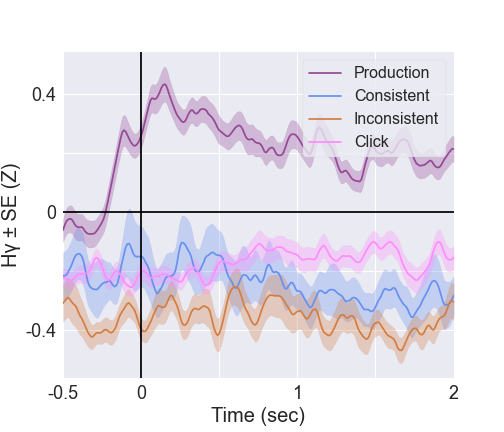 Production
Consistent
Inconsistent
Click
0.4
0
-0.4
Hγ ± SE (Z)
-0.5
0
1
2
Time (sec)